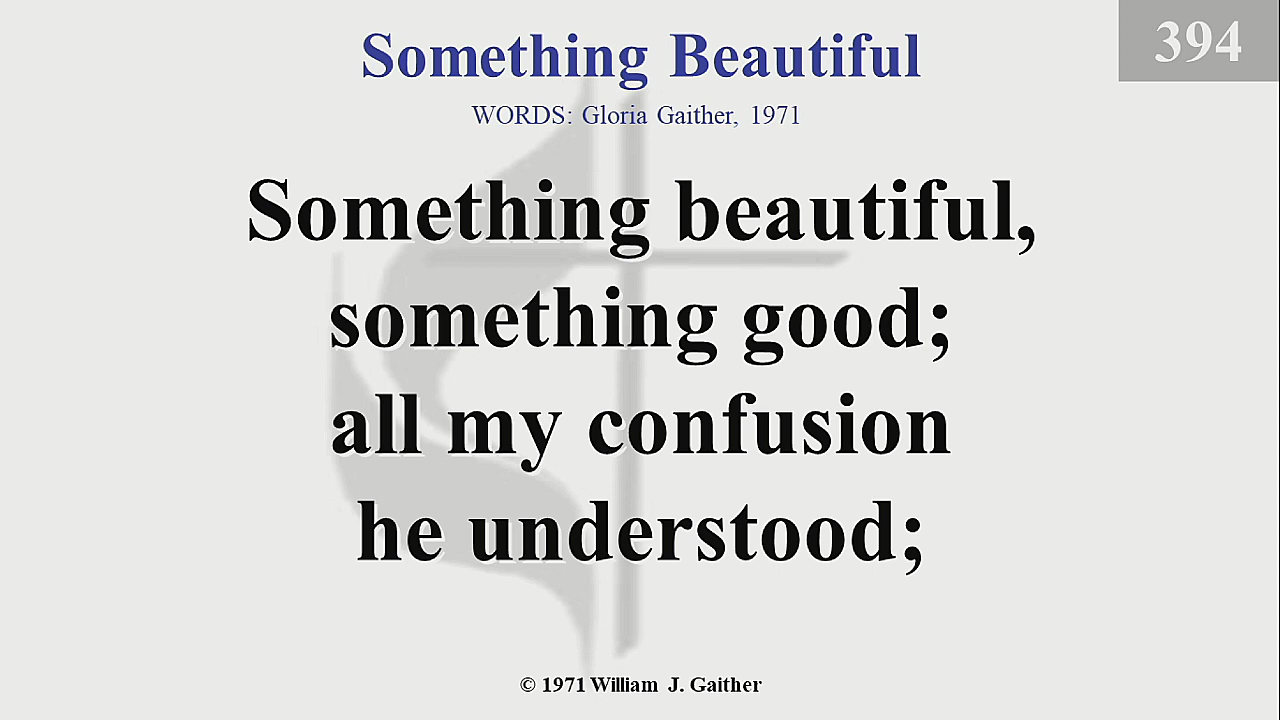 Something Beautiful
394
WORDS: Gloria Gaither, 1971
Something beautiful,
something good;
all my confusion
he understood;
© 1971 William J. Gaither